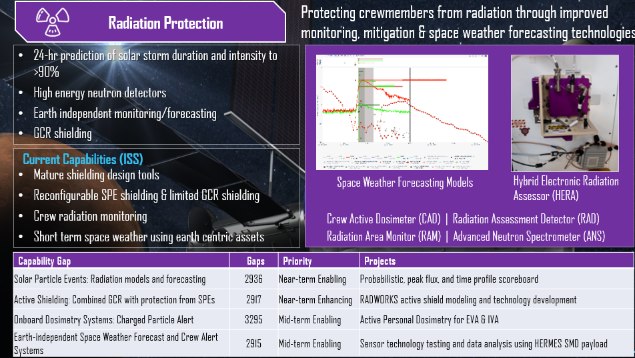 Radiation Protection
Protecting crewmembers from radiation through improved
monitoring, mitigation & space weather forecasting technologies
• 24-hr prediction of solar storm duration and intensity to
>90%
• High energy neutron detectors
• Earth independent monitoring/forecasting
• GCR shielding
Current Capabilities (ISS)
• Mature shielding design tools
• Reconfigurable SPE shielding & limited GCR shielding
• Crew radiation monitoring
• Short term space weather using earth centric assets
Space Weather Forecasting Models
Hybrid Electronic Radiation
Assessor (HERA)
Crew Active Dosimeter (CAD) | Radiation Assessment Detector (RAD)
Radiation Area Monitor (RAM) | Advanced Neutron Spectrometer (ANS)
Capability Gap Gaps Priority Projects
Solar Particle Events: Radiation models and forecasting 2936 Near-term Enabling Probabilistic, peak flux, and time profile scoreboard
Active Shielding: Combined GCR with protection from SPEs 2917 Near-term Enhancing RADWORKS active shield modeling and technology development
Onboard Dosimetry Systems: Charged Particle Alert 3295 Mid-term Enabling Active Personal Dosimetry for EVA & IVA
Earth-independent Space Weather Forecast and Crew Alert
Systems 2915 Mid-term Enabling Sensor technology testing and data analysis using HERMES SMD payload